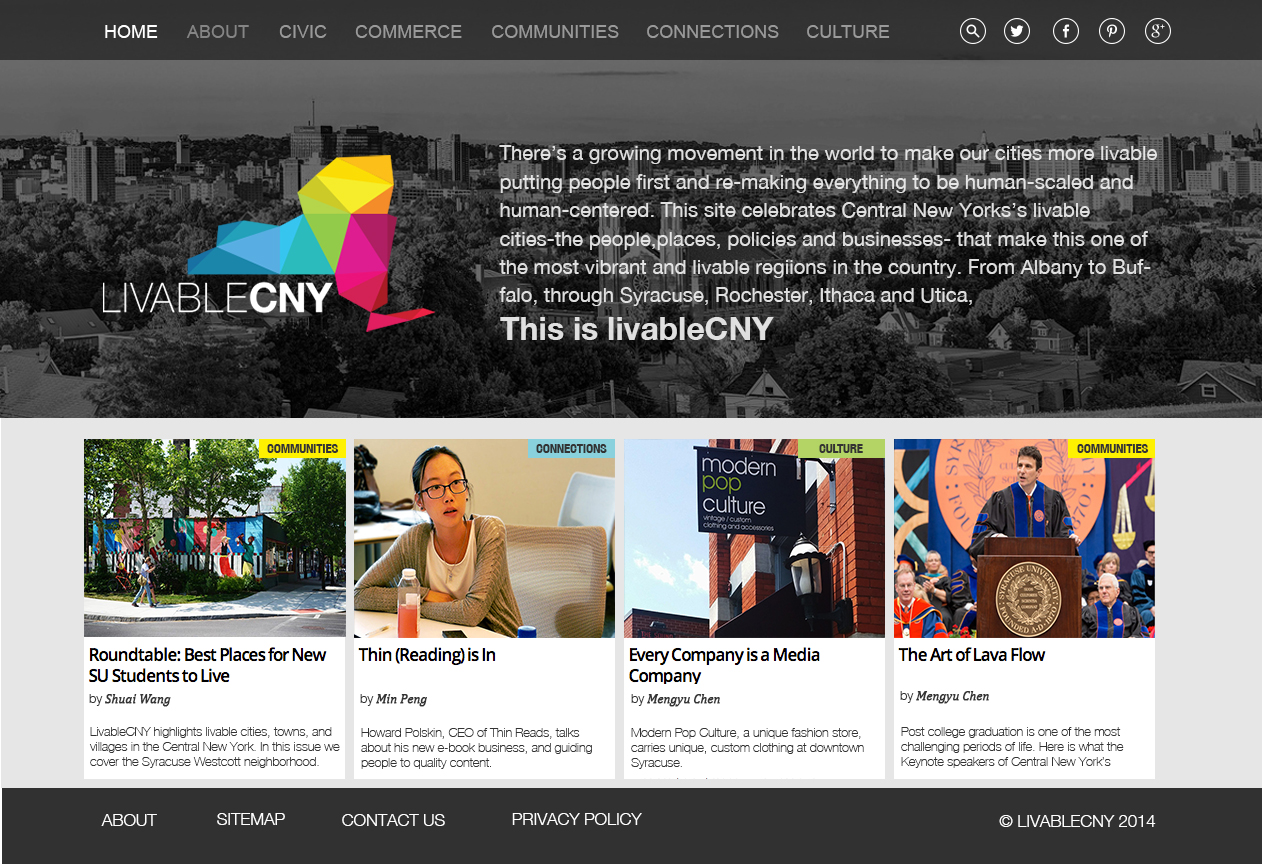 HOME ABOUT CIVIC COMMERCE COMMUNITIES CONNECTIONS CULTURE
There's a growing movement in the world to make our cities more livable
putting people first and re-making everything to be human-scaled and
human-centered. This site celebrates Central New Yorks's livable
cities-the people,places, policies and businesses- that make this one of
the most vibrant and livable regiions in the country. From Albany to Buf-
falo, through Syracuse, Rochester, Ithaca and Utica,
This is livableCNY
LIVABLECNY
COMMUNITIES
Roundtable: Best Places for New
SU Students to Live
by Shuai Wang
LivableCNY highlights livable cities, towns, and
villages in the Central New York. In this issue we
cover the Syracuse Westcott neighborhood.
CONNECTIONS
Thin (Reading) is In
by Min Peng
Howard Polskin, CEO of Thin Reads, talks
about his new e-book business, and guiding
people to quality content.
CULTURE
modern
pop
culture
vintage / custom
clothing and accessories
Every Company is a Media
Company
by Mengyu Chen
Modern Pop Culture, a unique fashion store,
carries unique, custom clothing at downtown
Syracuse.
COMMUNITIES
SYRACUSE UNIVERSITY
FOUNDED A·D·1870
The Art of Lava Flow
by Mengyu Chen
Post college graduation is one of the most
challenging periods of life. Here is what the
Keynote speakers of Central New York's
ABOUT SITEMAP CONTACT US PRIVACY POLICY © LIVABLECNY 2014